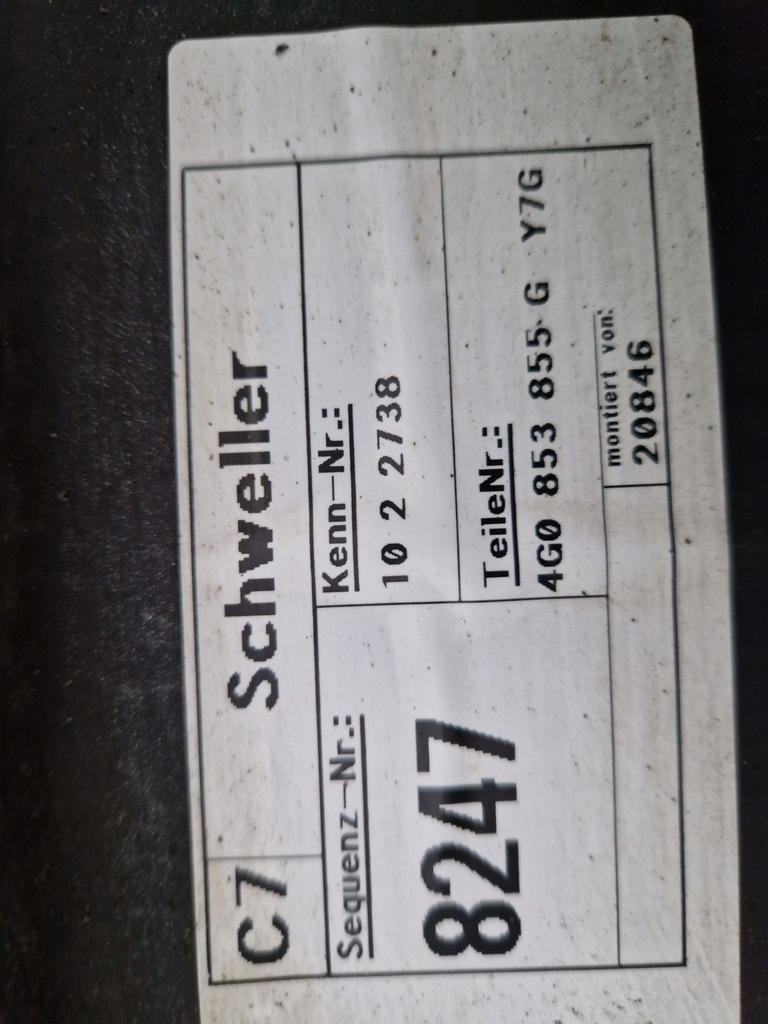 C7 Schweller
Sequenz-Nr.:
8247
Kenn-Nr.:
10 2 2738
TeileNr.:
4G0 853 855 G Y7G
montiert von:
20846